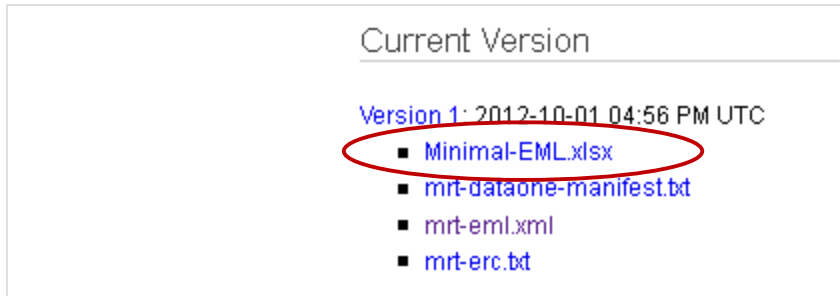 Current Version
Version 1: 2012-10-01 04:56 PM UTC
Minimal-EML.xlsx
mrt-dataone-manifest.txt
mrt-eml.xml
mrt-erc.txt